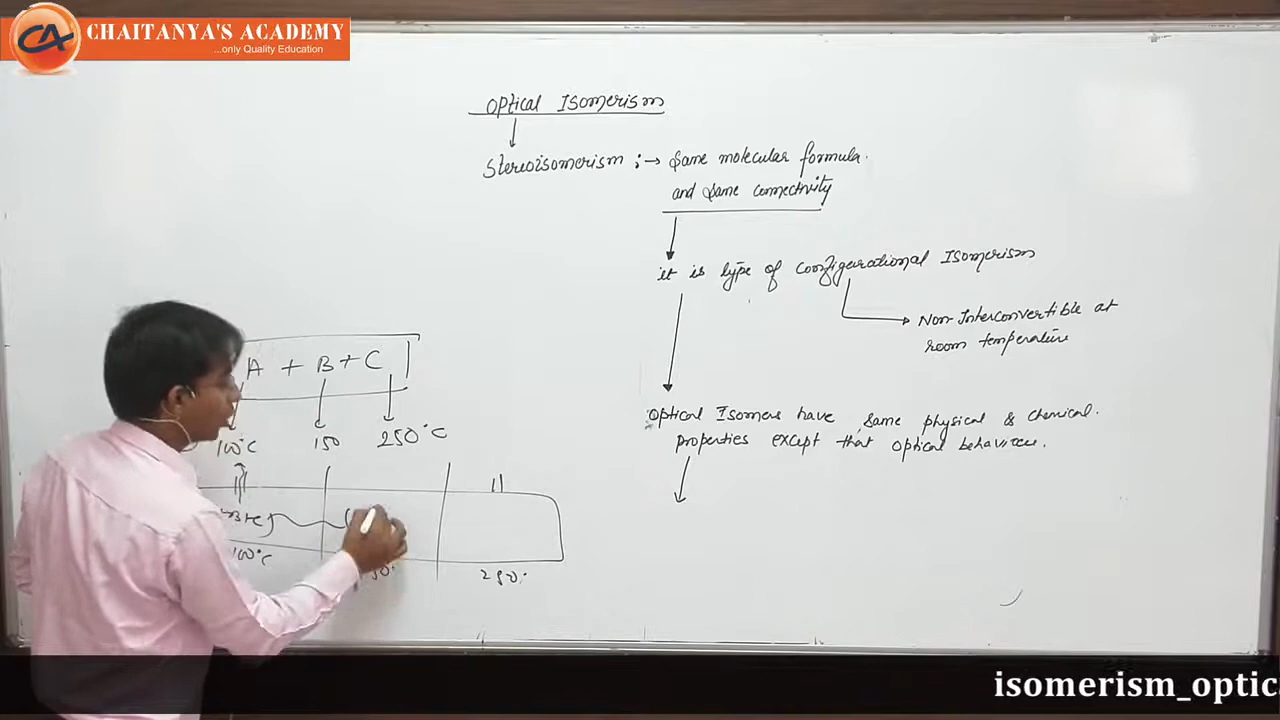 CHAITANYA'S ACADEMY
...only Quality Education
Optical Isomerism
Stereoisomerism :→ Same molecular formula.
and Same connectivity
it is type of configurational Isomerism
Non-Interconvertible at
room temperature
A + B + C
100°C 150 250°C
Optical Isomers have Same physical & chemical.
properties except that optical behaviour.
100°C 250°
isomerism_optic